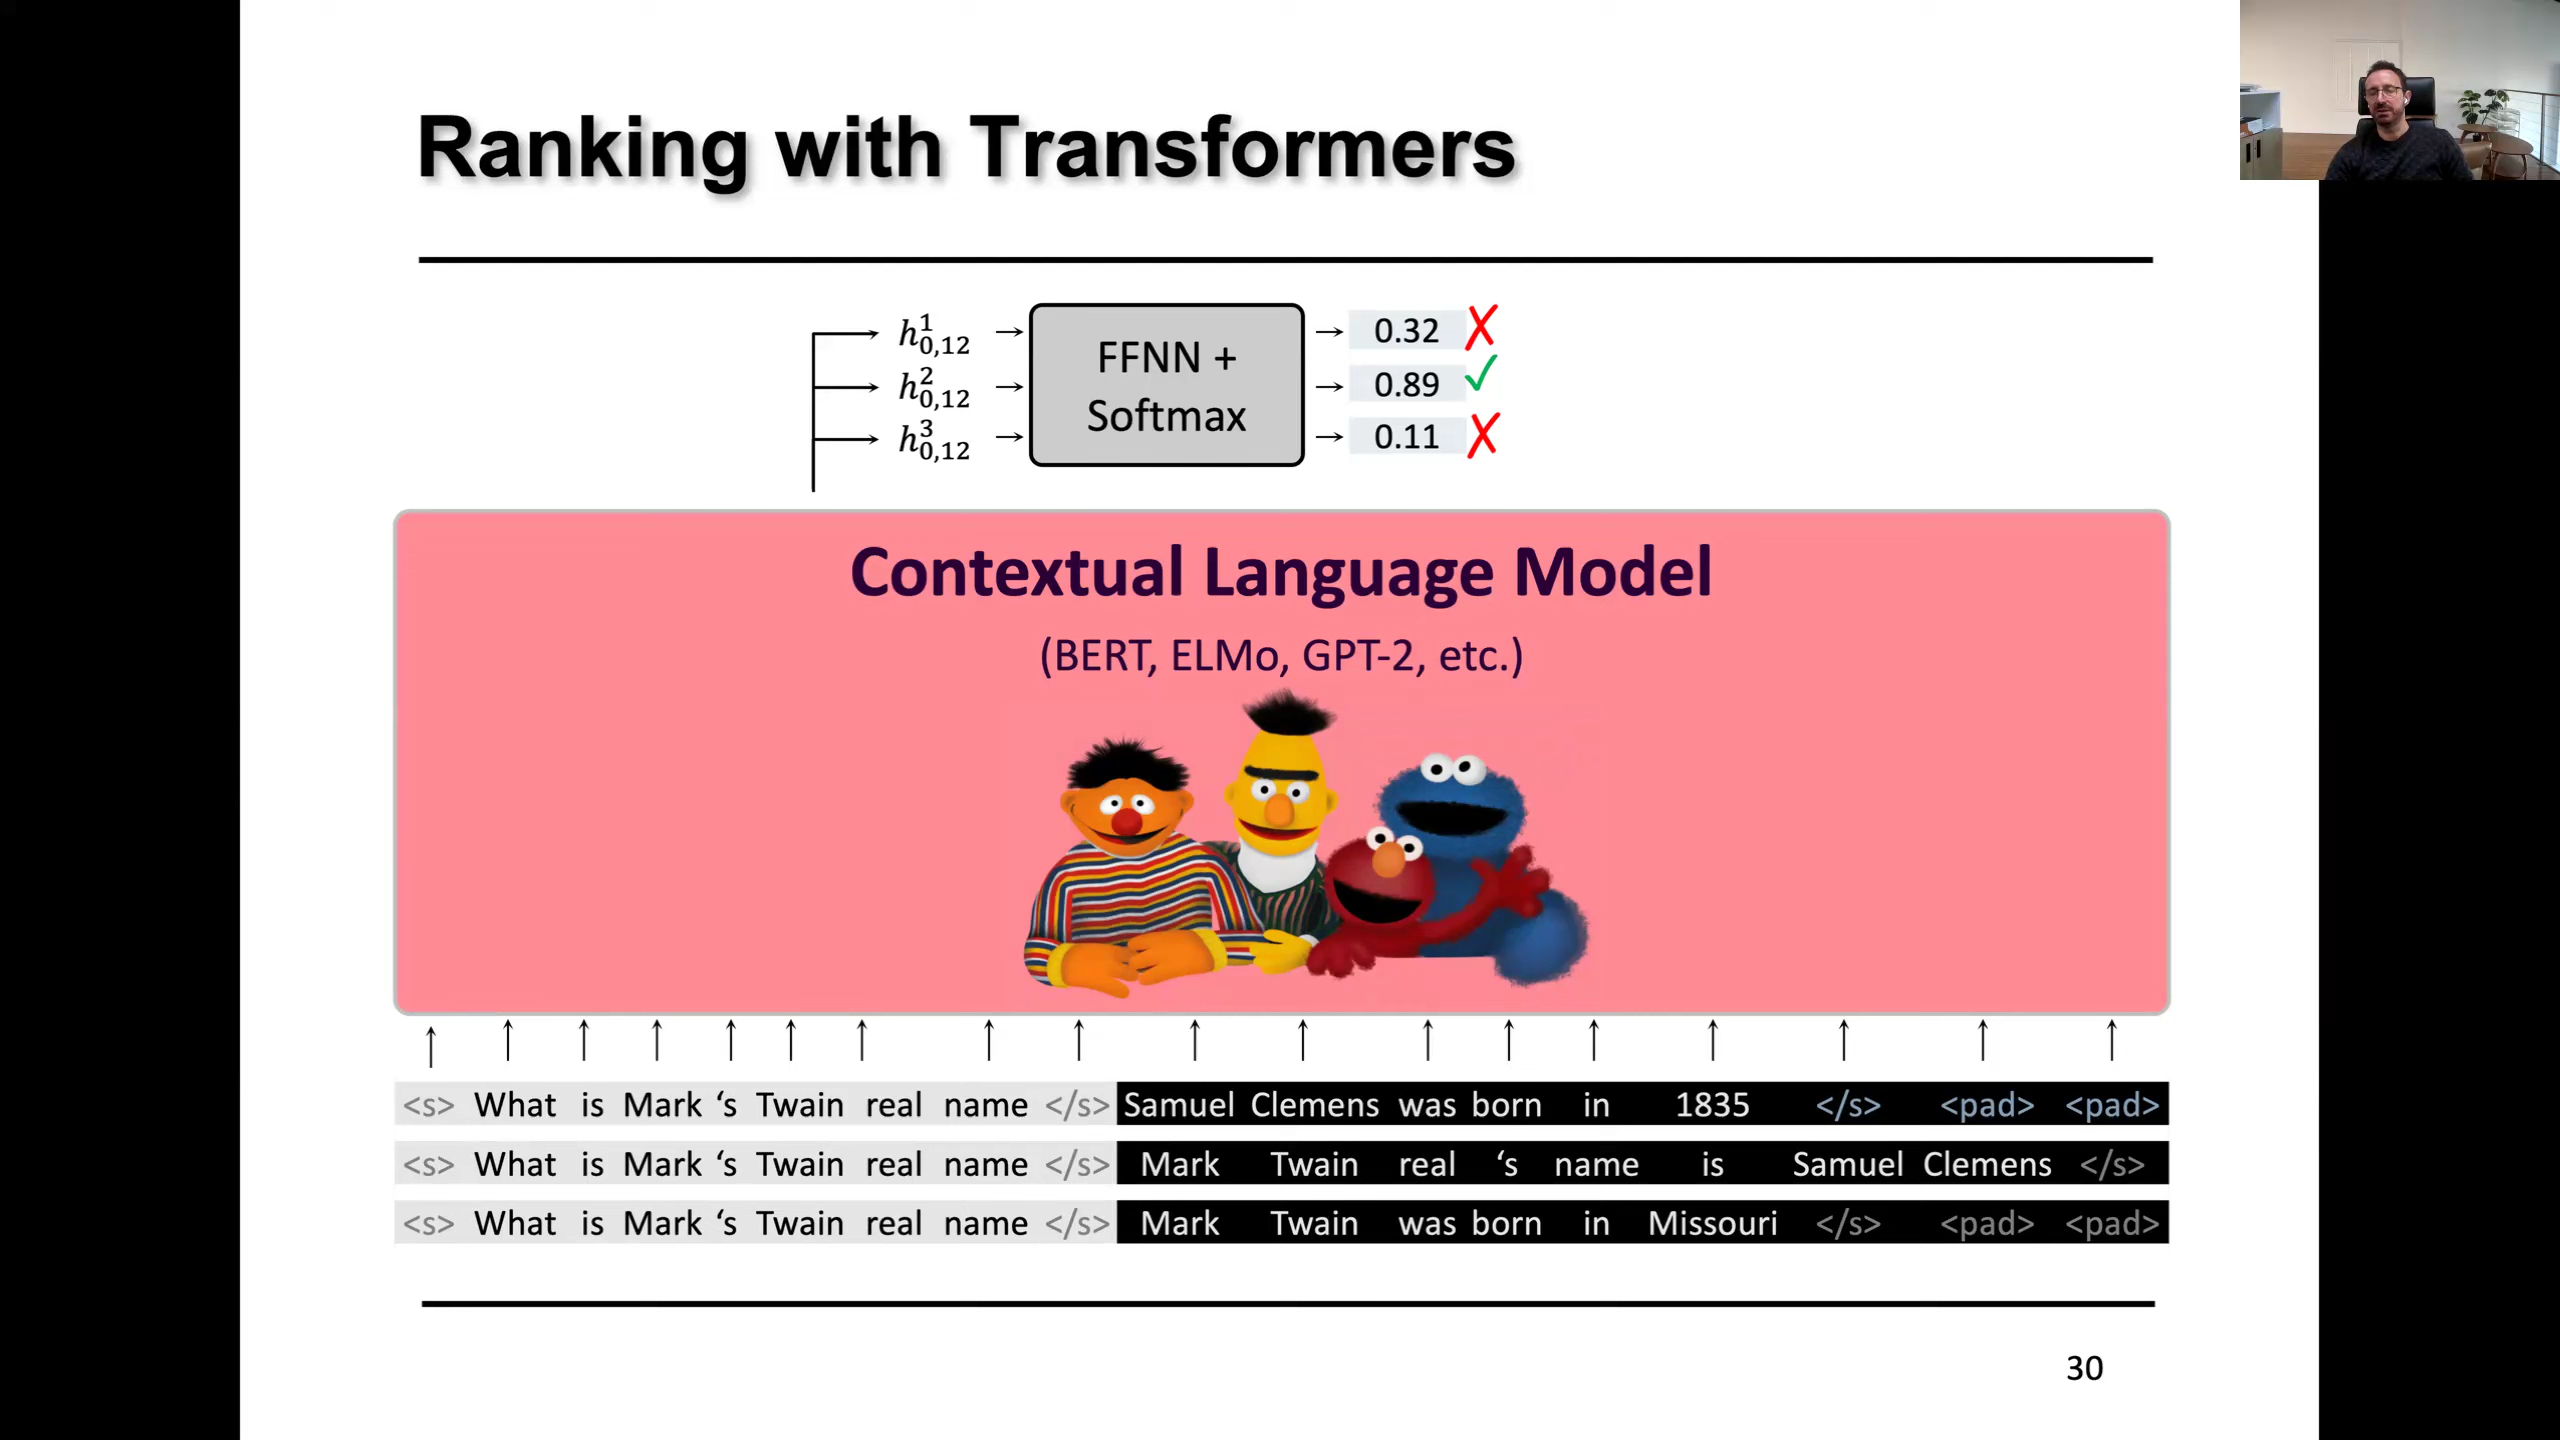 Ranking with Transformers
h¹₀,₁₂ → FFNN + → 0.32 ✗
h²₀,₁₂ → Softmax → 0.89 ✓
h³₀,₁₂ → → 0.11 ✗
Contextual Language Model
(BERT, ELMo, GPT-2, etc.)
<s> What is Mark ‘s Twain real name </s> Samuel Clemens was born in 1835 </s> <pad> <pad>
<s> What is Mark ‘s Twain real name </s> Mark Twain real ‘s name is Samuel Clemens </s>
<s> What is Mark ‘s Twain real name </s> Mark Twain was born in Missouri </s> <pad> <pad>
30